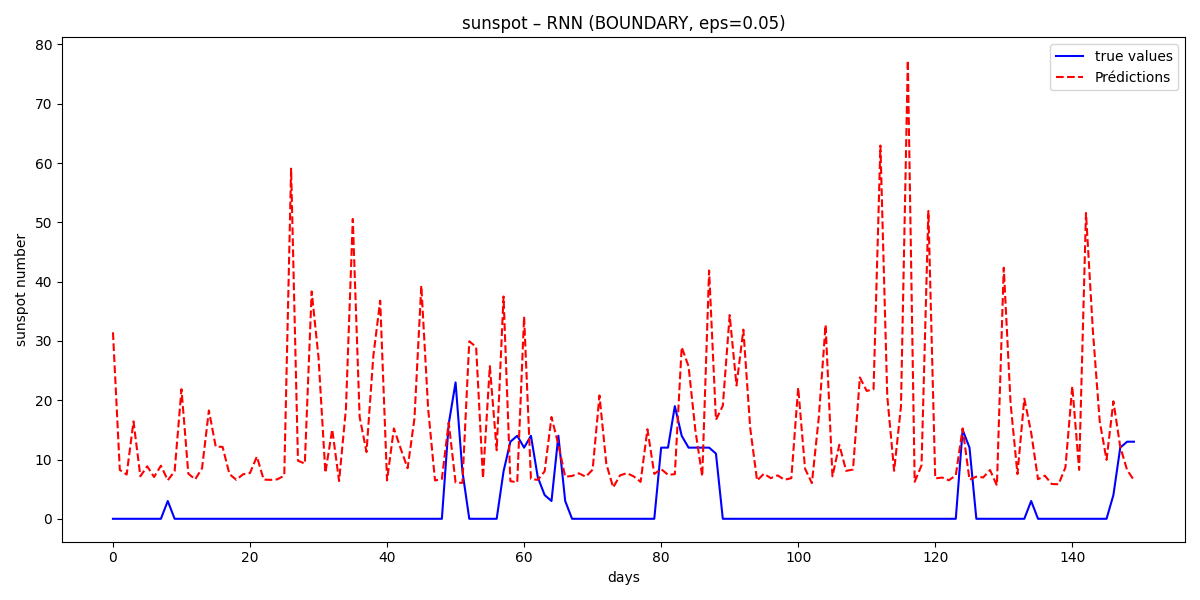 sunspot – RNN (BOUNDARY, eps=0.05)
true values
Prédictions
sunspot number
80
70
60
50
40
30
20
10
0
0 20 40 60 80 100 120 140
days